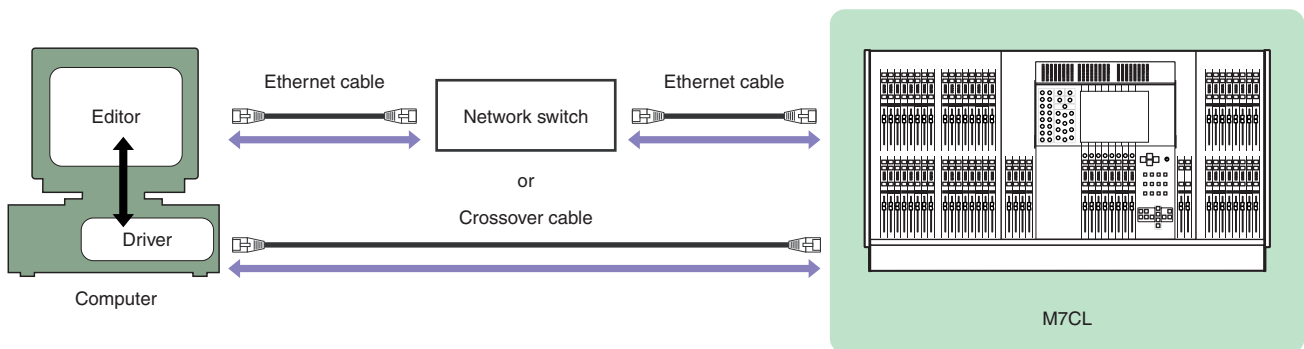 Ethernet cable
Ethernet cable
Editor
Network switch
or
Crossover cable
Driver
Computer
M7CL